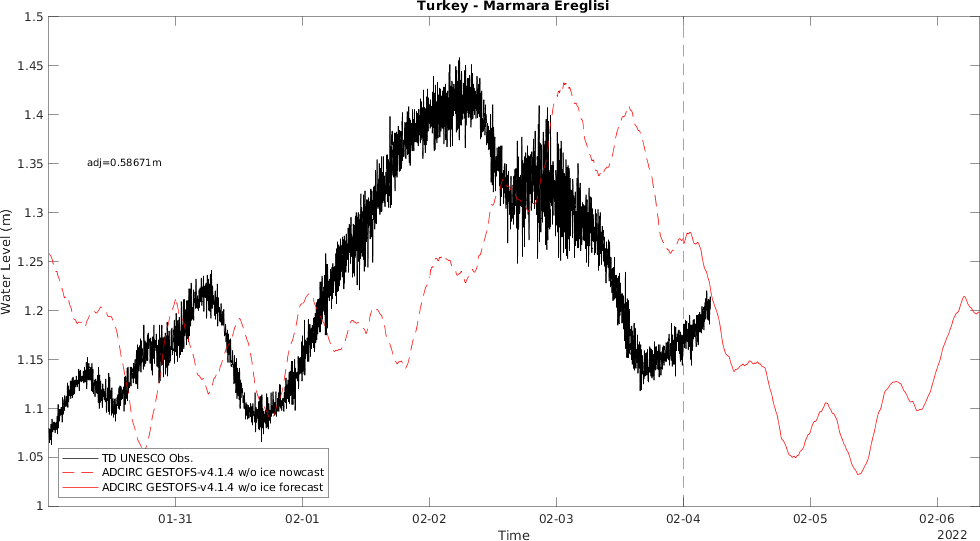 Turkey - Marmara Ereglisi
1.5
1.45
1.4
1.35
1.3
1.25
1.2
1.15
1.1
1.05
1
Water Level (m)
adj=0.58671m
TD UNESCO Obs.
ADCIRC GESTOFS-v4.1.4 w/o ice nowcast
ADCIRC GESTOFS-v4.1.4 w/o ice forecast
01-31
02-01
02-02
02-03
02-04
02-05
02-06
Time
2022